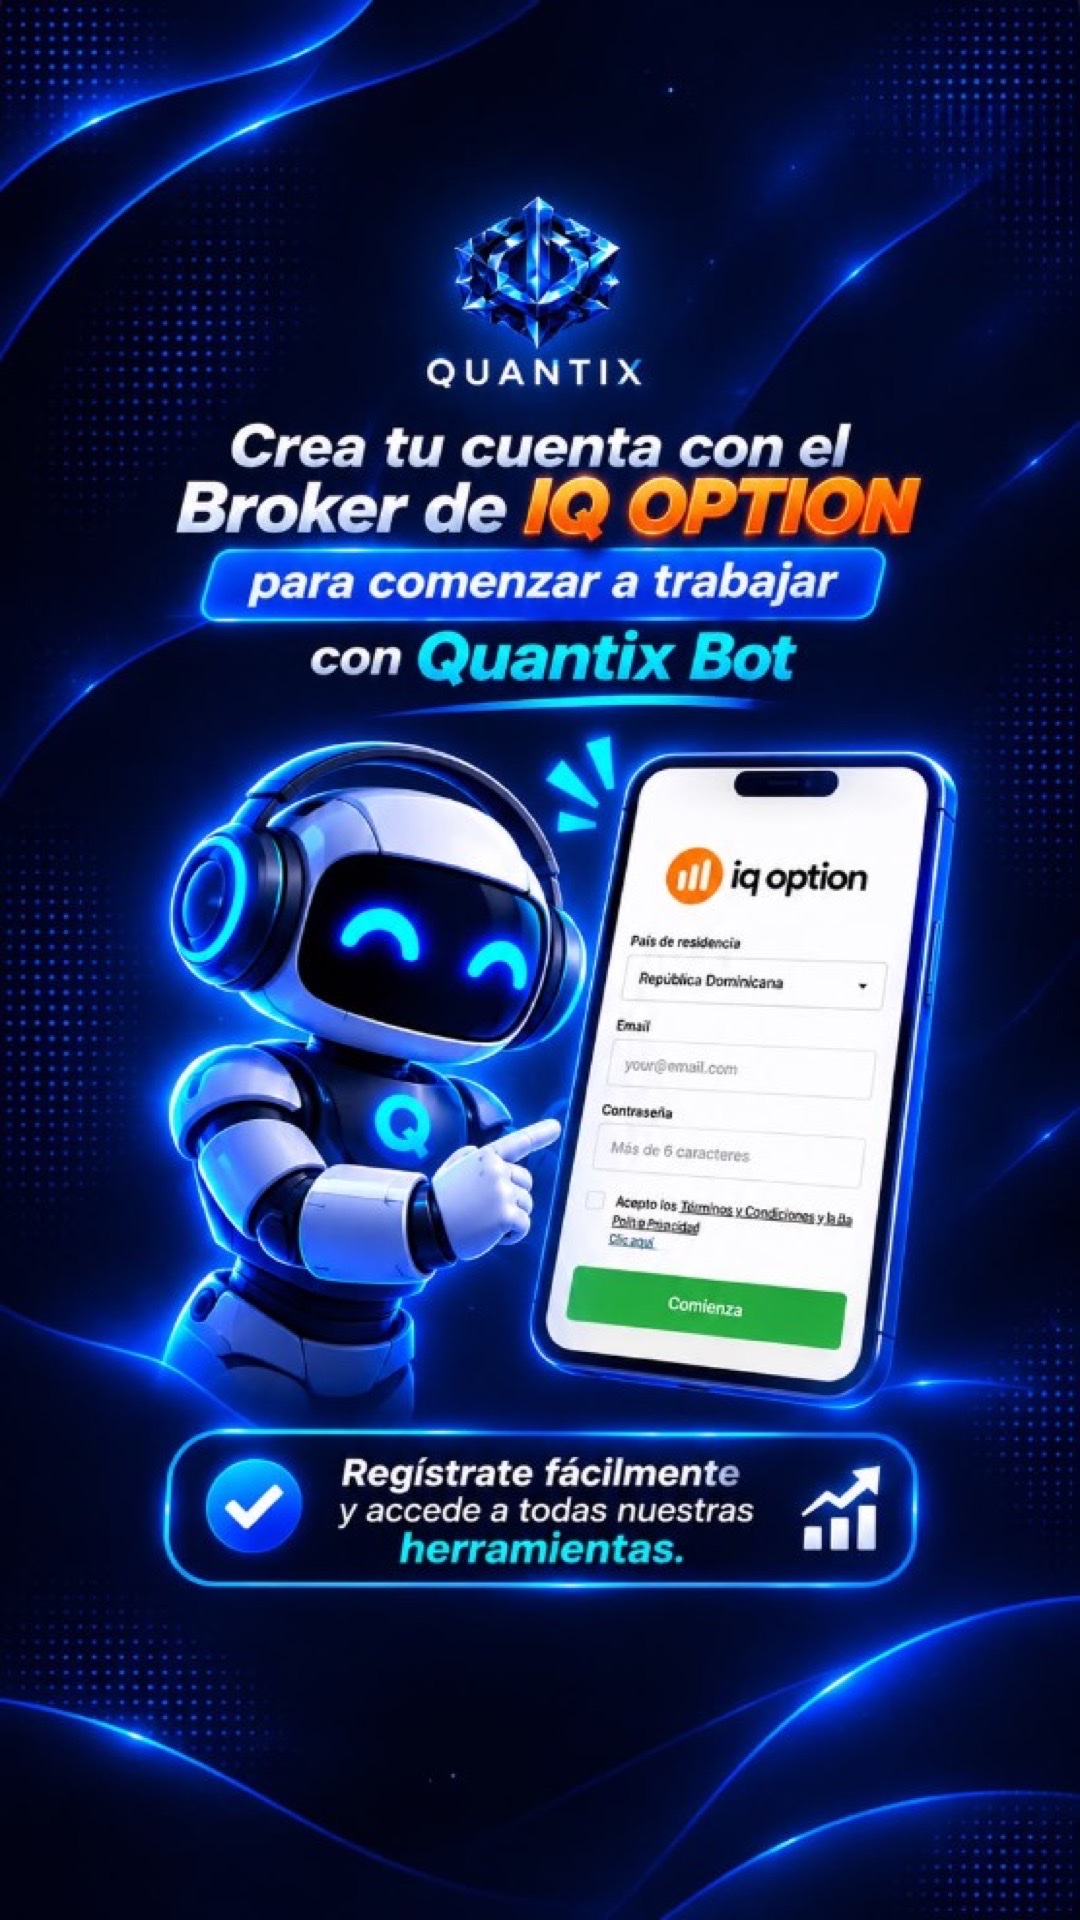 QUANTIX
Crea tu cuenta con el
Broker de IQ OPTION
para comenzar a trabajar
con Quantix Bot
iq option
País de residencia
República Dominicana
Email
your@email.com
Contraseña
Más de 6 caracteres
Acepto los Términos y Condiciones y la Ba
Clic aquí
Comienza
Q
Regístrate fácilmente
y accede a todas nuestras
herramientas.